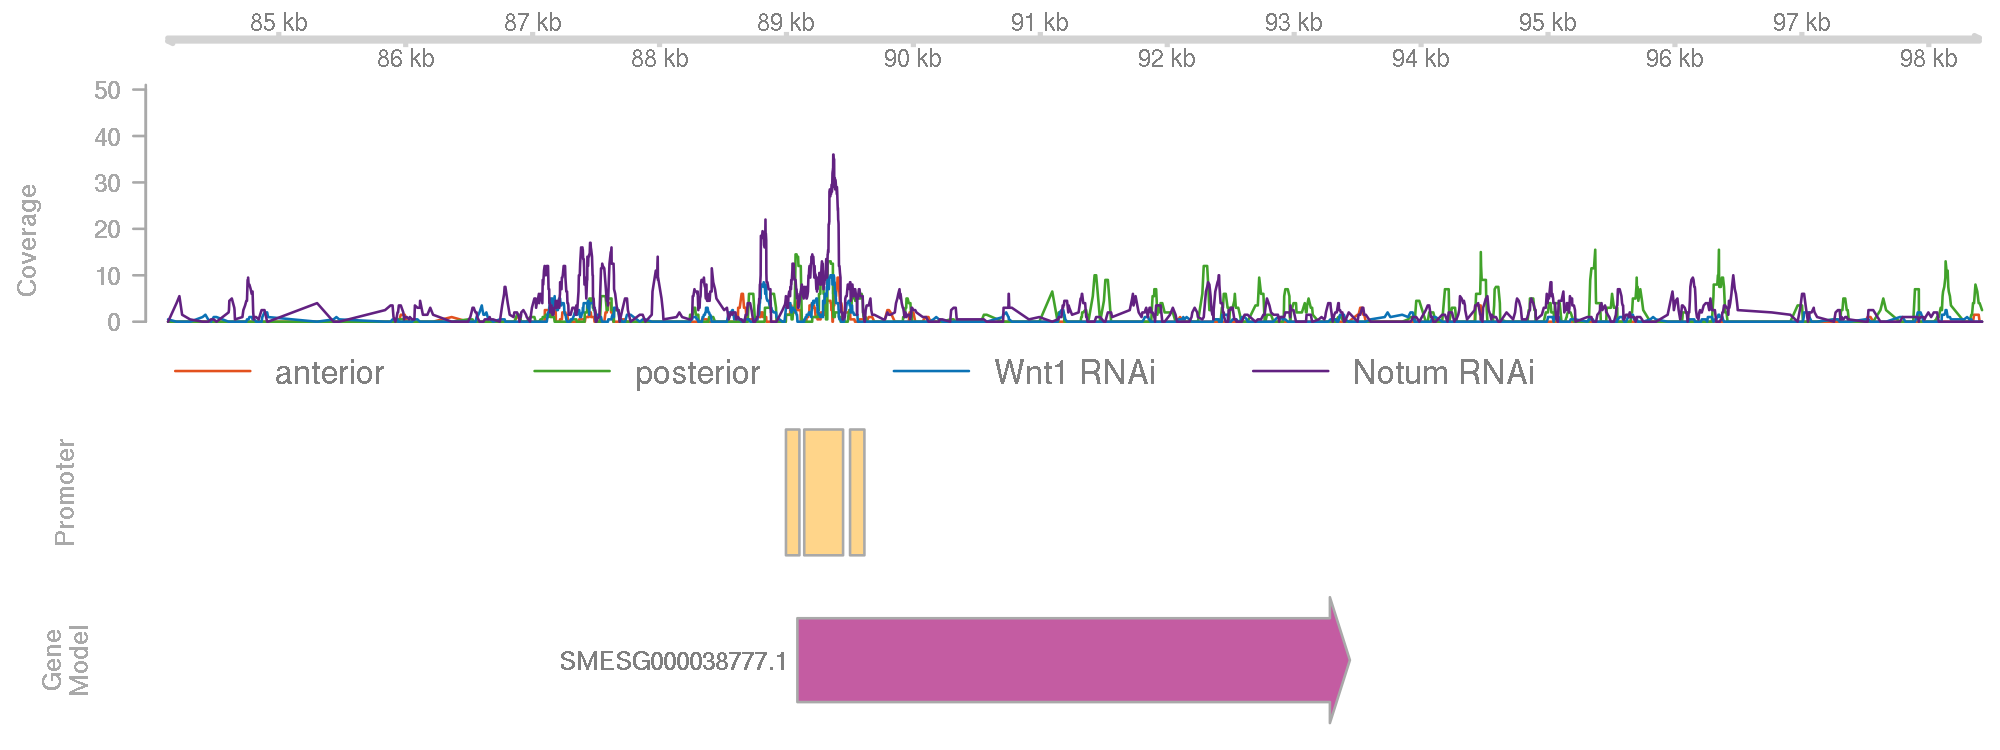 85 kb 87 kb 89 kb 91 kb 93 kb 95 kb 97 kb
86 kb 88 kb 90 kb 92 kb 94 kb 96 kb 98 kb
50
40
30
20
10
0
Coverage
anterior posterior Wnt1 RNAi Notum RNAi
Promoter
Gene
Model
SMESG000038777.1